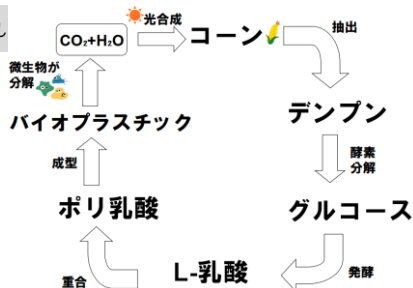 CO₂+H₂O
光合成
コーン
抽出
デンプン
酵素
分解
グルコース
発酵
L-乳酸
重合
ポリ乳酸
成型
バイオプラスチック
微生物が
分解